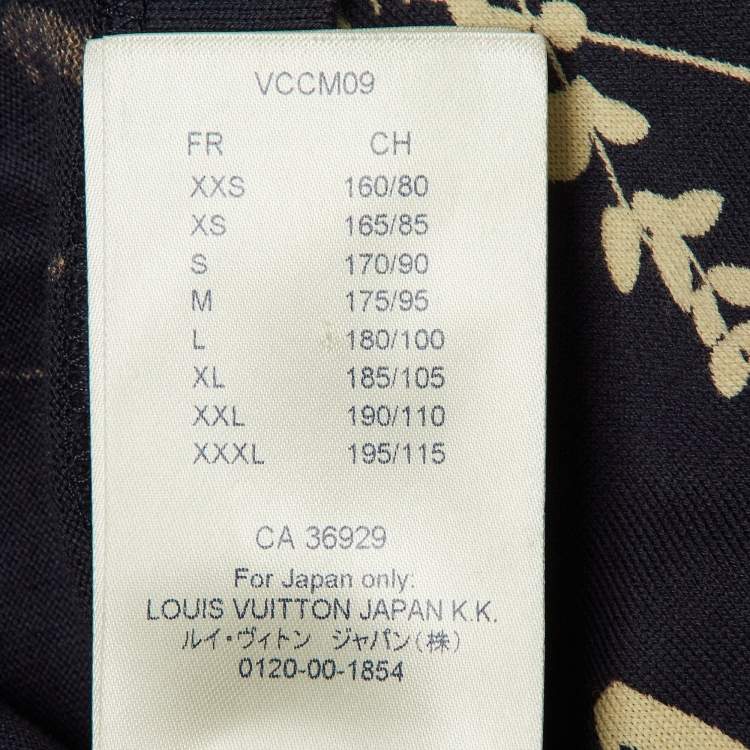 VCCM09
FR CH
XXS 160/80
XS 165/85
S 170/90
M 175/95
L 180/100
XL 185/105
XXL 190/110
XXXL 195/115
CA 36929
For Japan only:
LOUIS VUITTON JAPAN K.K.
ルイ・ヴィトン ジャパン(株)
0120-00-1854